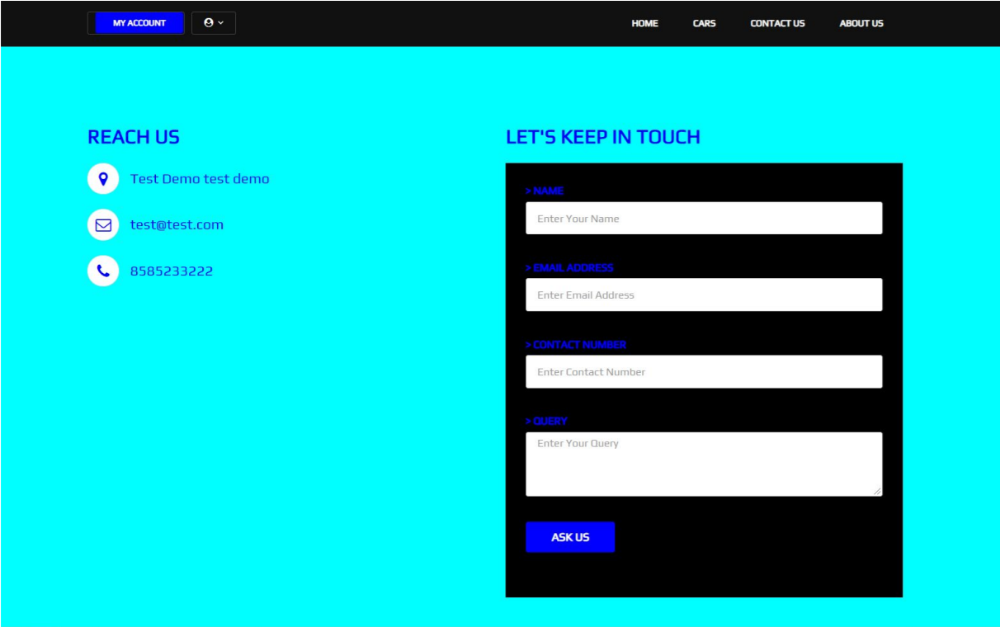 MY ACCOUNT
HOME CARS CONTACT US ABOUT US
REACH US
Test Demo test demo
test@test.com
8585233222
LET'S KEEP IN TOUCH
> NAME
Enter Your Name
> EMAIL ADDRESS
Enter Email Address
> CONTACT NUMBER
Enter Contact Number
> QUERY
Enter Your Query
ASK US